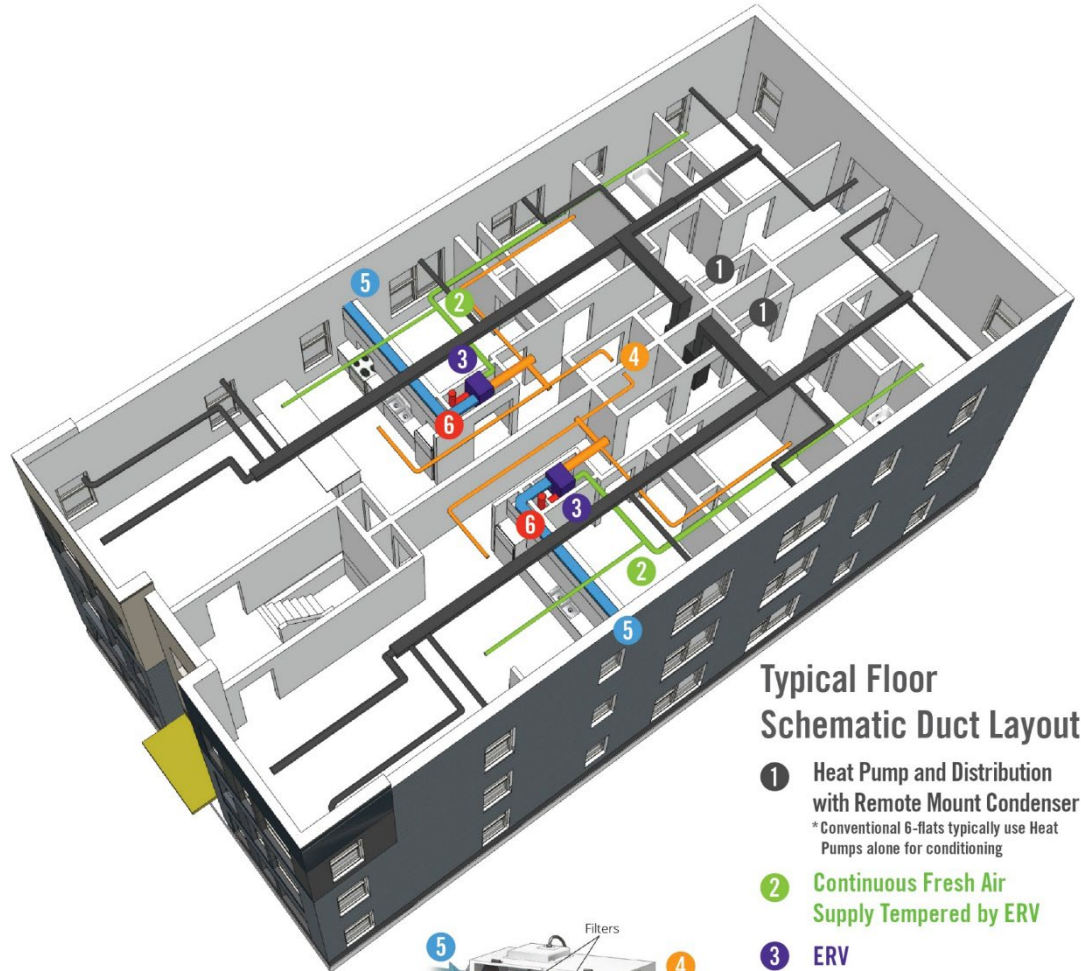 5
2
1
1
3
4
6
3
6
2
5
Typical Floor
Schematic Duct Layout
1 Heat Pump and Distribution
with Remote Mount Condenser
*Conventional 6-flats typically use Heat
Pumps alone for conditioning
2 Continuous Fresh Air
Supply Tempered by ERV
3 ERV
Filters
5
4